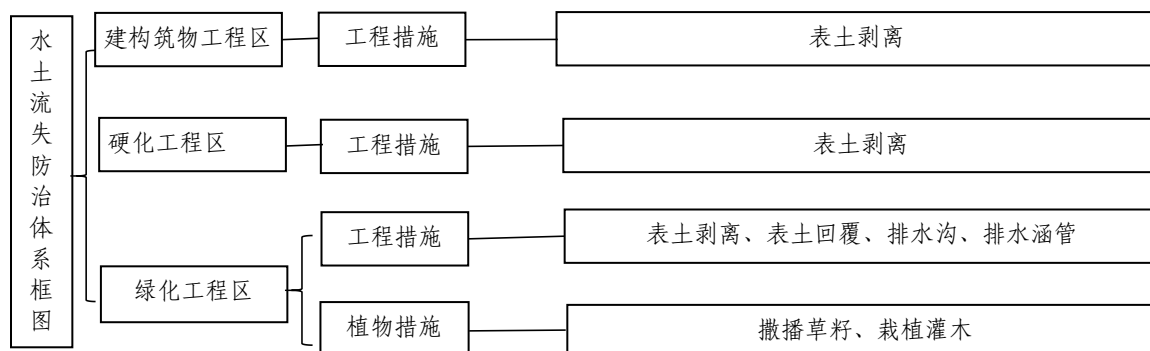 水土流失防治体系框图
建构筑物工程区
工程措施
表土剥离
硬化工程区
工程措施
表土剥离
绿化工程区
工程措施
表土剥离、表土回覆、排水沟、排水涵管
植物措施
撒播草籽、栽植灌木